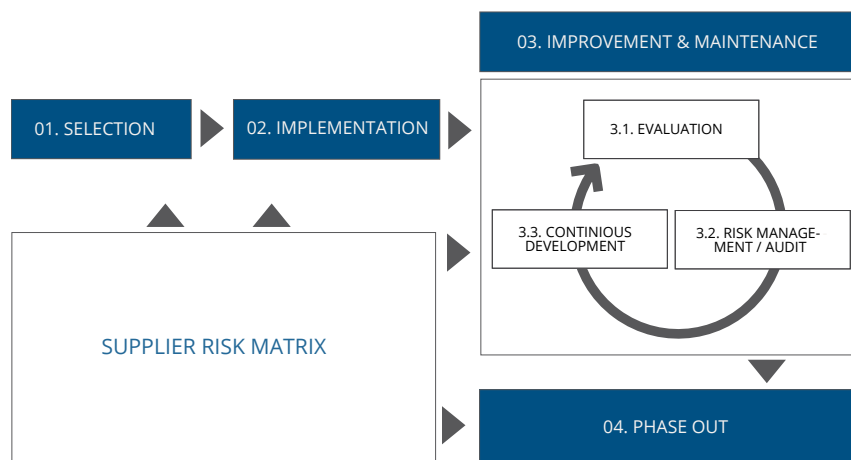 03. IMPROVEMENT & MAINTENANCE
01. SELECTION
02. IMPLEMENTATION
3.1. EVALUATION
3.3. CONTINIOUS
DEVELOPMENT
3.2. RISK MANAGE-
MENT / AUDIT
SUPPLIER RISK MATRIX
04. PHASE OUT